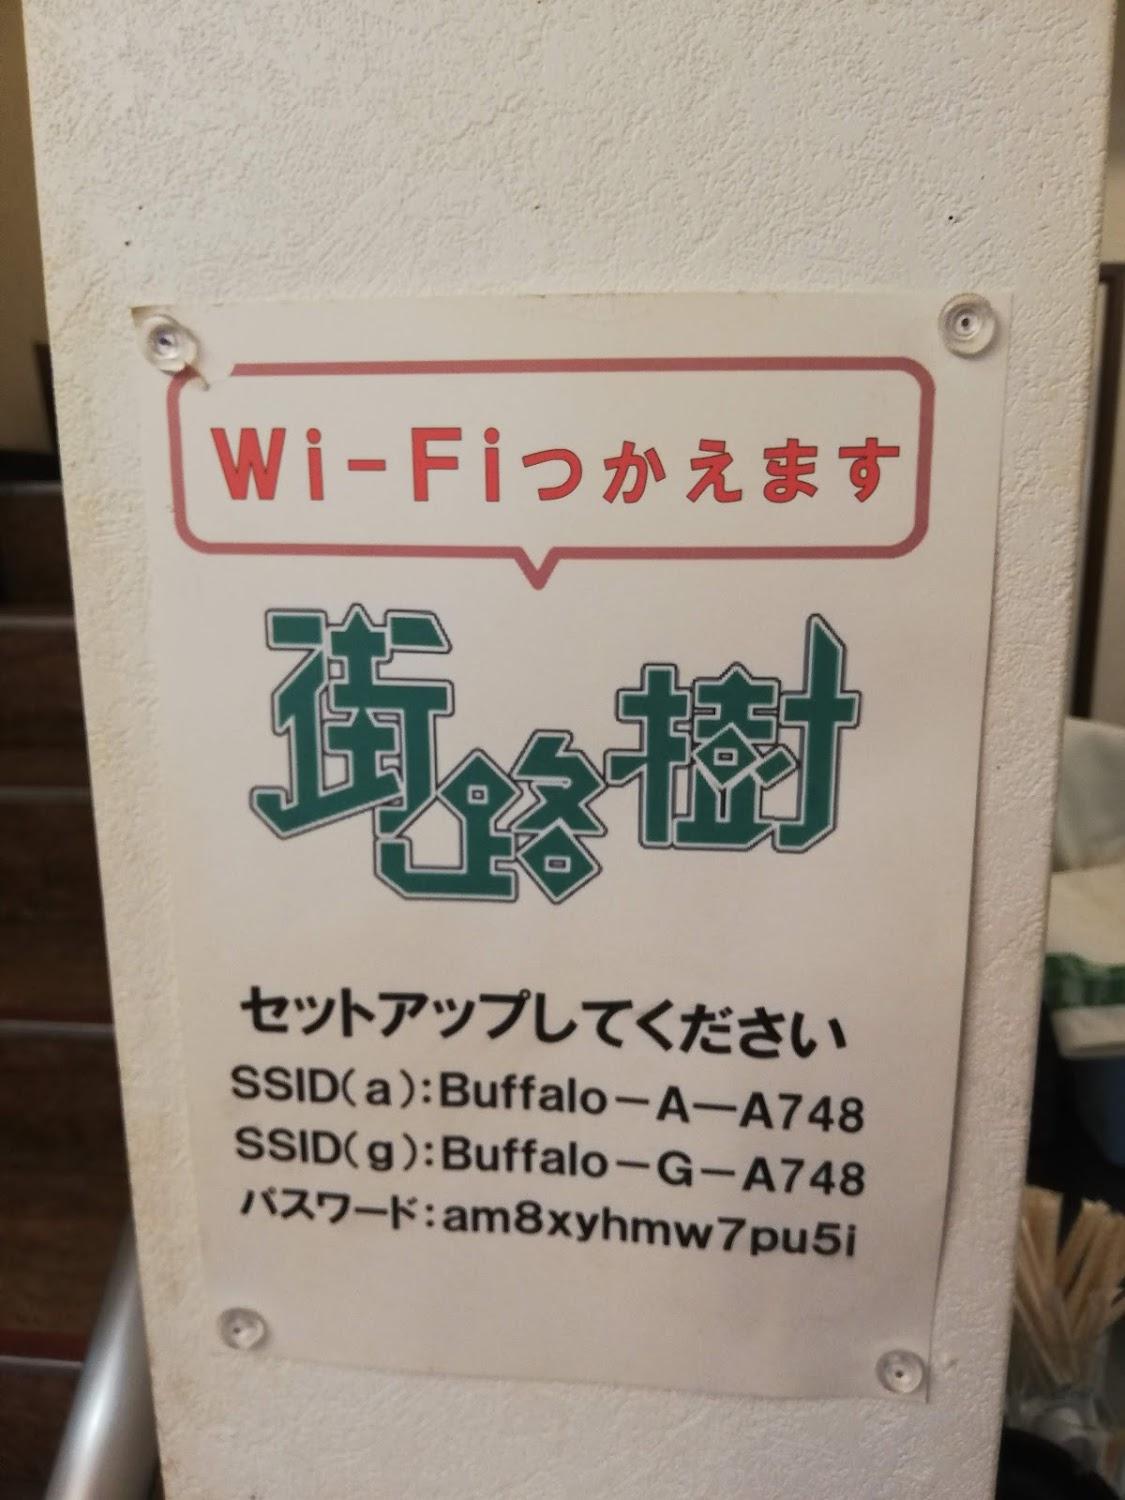 Wi-Fiつかえます
街路樹
セットアップしてください
SSID(a):Buffalo-A-A748
SSID(g):Buffalo-G-A748
パスワード:am8xyhmw7pu5i